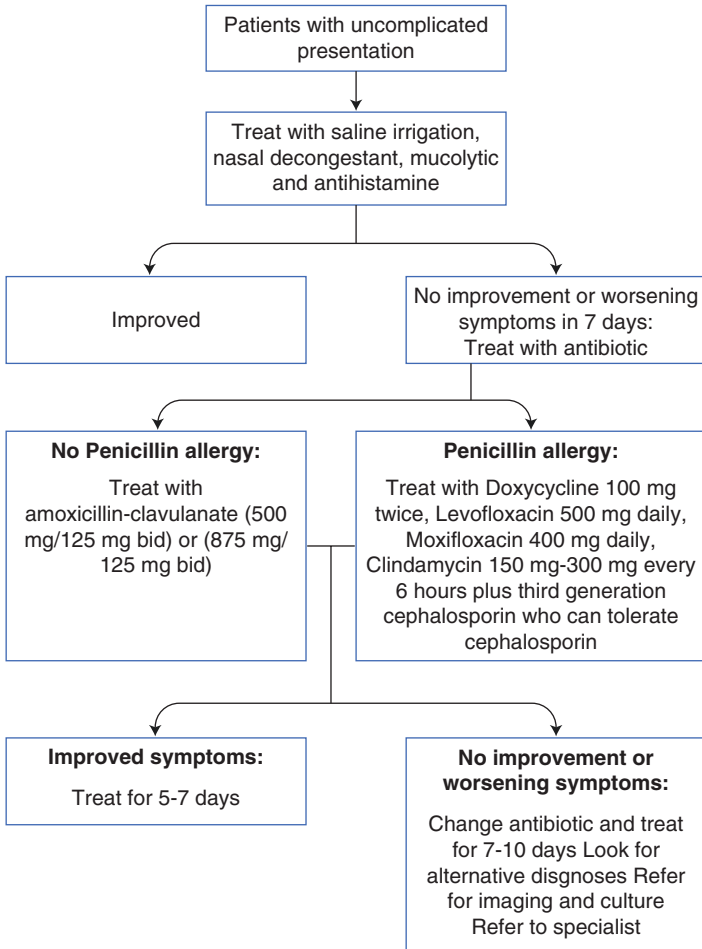 Patients with uncomplicated
presentation
Treat with saline irrigation,
nasal decongestant, mucolytic
and antihistamine
Improved
No improvement or worsening
symptoms in 7 days:
Treat with antibiotic
No Penicillin allergy:
Treat with
amoxicillin-clavulanate (500
mg/125 mg bid) or (875 mg/
125 mg bid)
Penicillin allergy:
Treat with Doxycycline 100 mg
twice, Levofloxacin 500 mg daily,
Moxifloxacin 400 mg daily,
Clindamycin 150 mg-300 mg every
6 hours plus third generation
cephalosporin who can tolerate
cephalosporin
Improved symptoms:
Treat for 5-7 days
No improvement or
worsening symptoms:
Change antibiotic and treat
for 7-10 days Look for
alternative disgnoses Refer
for imaging and culture
Refer to specialist